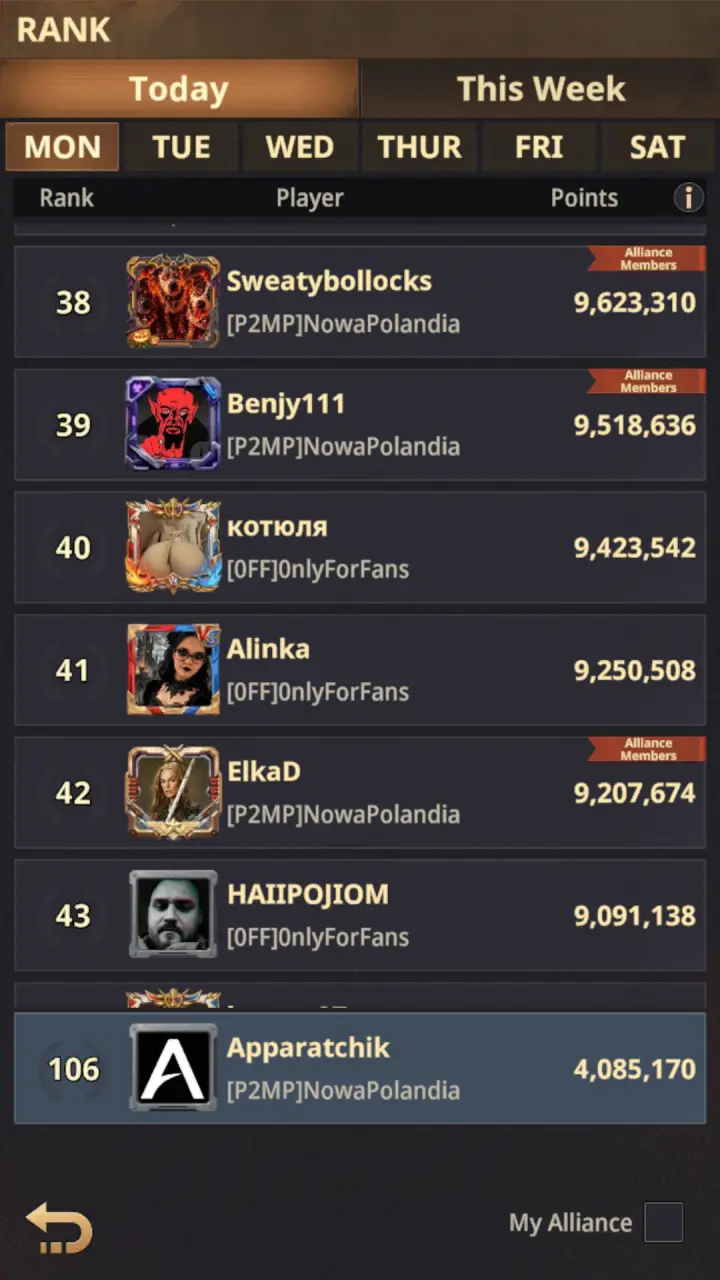 RANK
Today
This Week
MON
TUE
WED
THUR
FRI
SAT
Rank
Player
Points
i
38
Sweatybollocks
[P2MP]NowaPolandia
Alliance
Members
9,623,310
39
Benjy111
[P2MP]NowaPolandia
Alliance
Members
9,518,636
40
котюля
[0FF]0nlyForFans
9,423,542
41
Alinka
[0FF]0nlyForFans
VS
9,250,508
42
ElkaD
[P2MP]NowaPolandia
Alliance
Members
9,207,674
43
HAIIPOJIOM
[0FF]0nlyForFans
9,091,138
106
A
Apparatchik
[P2MP]NowaPolandia
4,085,170
My Alliance